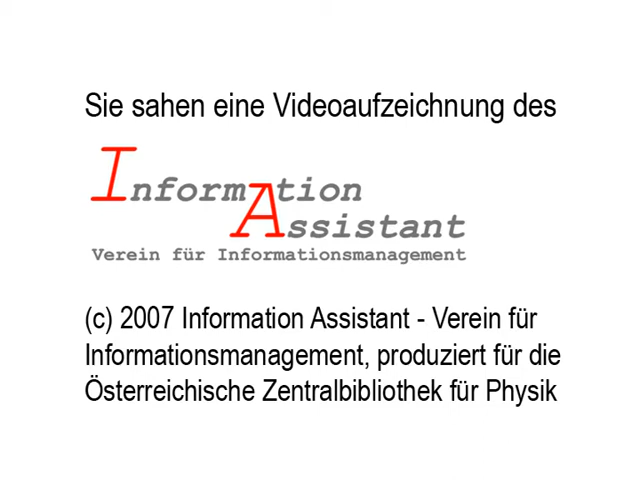 Sie sahen eine Videoaufzeichnung des
Information
Assistant
Verein für Informationsmanagement
(c) 2007 Information Assistant - Verein für
Informationsmanagement, produziert für die
Österreichische Zentralbibliothek für Physik